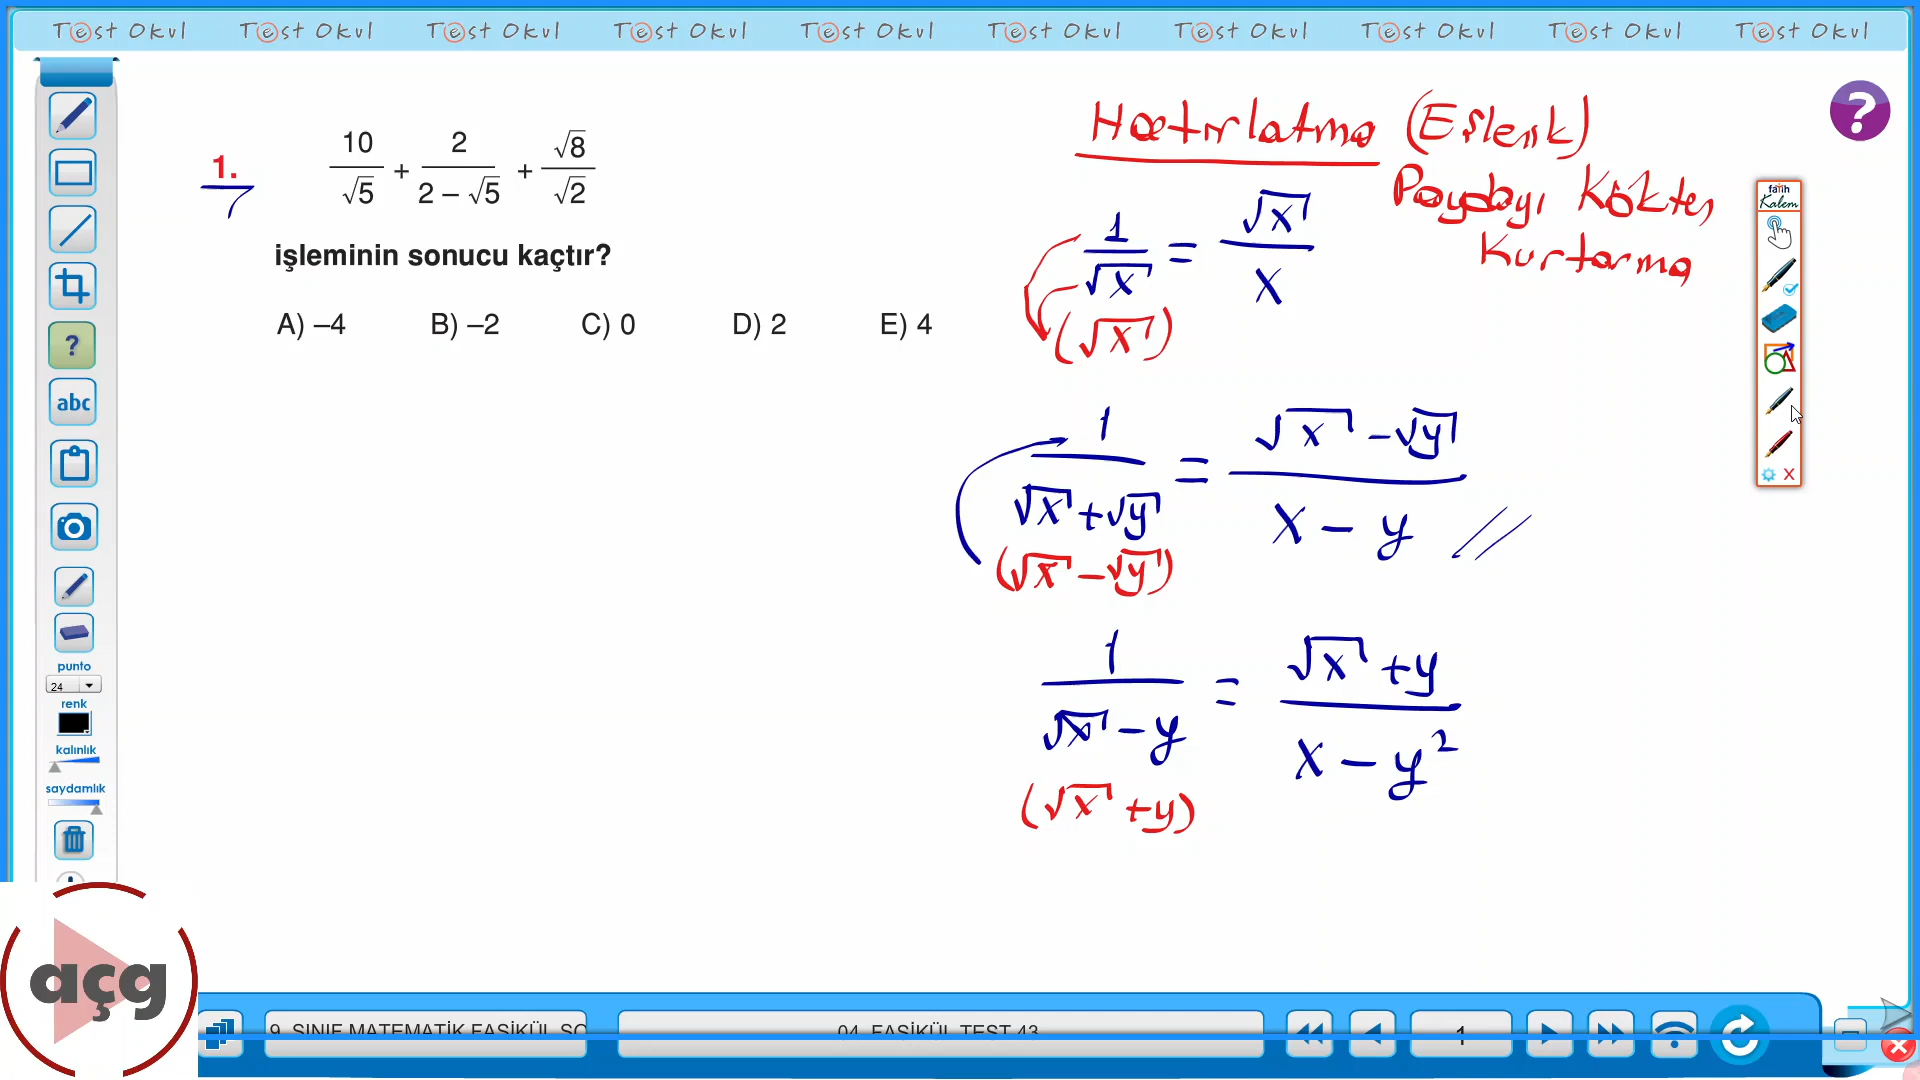 Test Okul Test Okul Test Okul Test Okul Test Okul Test Okul Test Okul Test Okul Test Okul Test Okul
1.
10/√5 + 2/(2 – √5) + √8/√2
işleminin sonucu kaçtır?
A) –4 B) –2 C) 0 D) 2 E) 4
Hatırlatma (Eşlenik)
Paydayı Kökten
Kurtarma
1/√x = √x/x
(√x)
1/(√x + √y) = (√x – √y)/(x – y)
(√x – √y)
1/(√x – y) = (√x + y)/(x – y²)
(√x + y)
?
?
abc
punto
24
renk
kalınlık
saydamlık
fatih
Kalem
X
açg
9. SINIF MATEMATİK FASİKÜL SO
04. FASİKÜL TEST 43
1